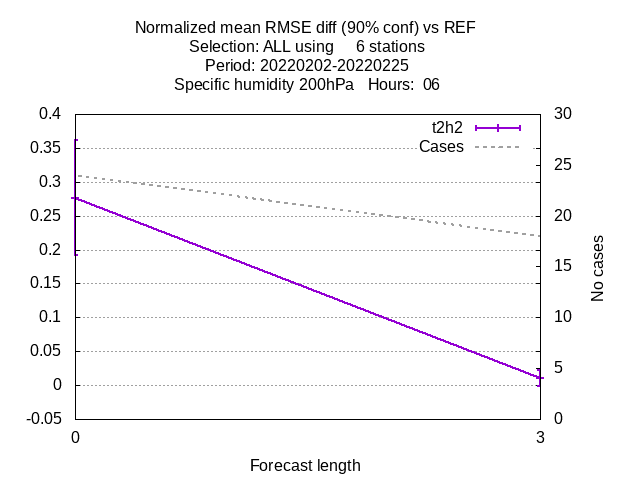 Normalized mean RMSE diff (90% conf) vs REF
Selection: ALL using     6 stations
Period: 20220202-20220225
Specific humidity 200hPa   Hours:  06
0.4
0.35
0.3
0.25
0.2
0.15
0.1
0.05
0
-0.05
t2h2
Cases
30
25
20
15
10
5
0
No cases
0
3
Forecast length